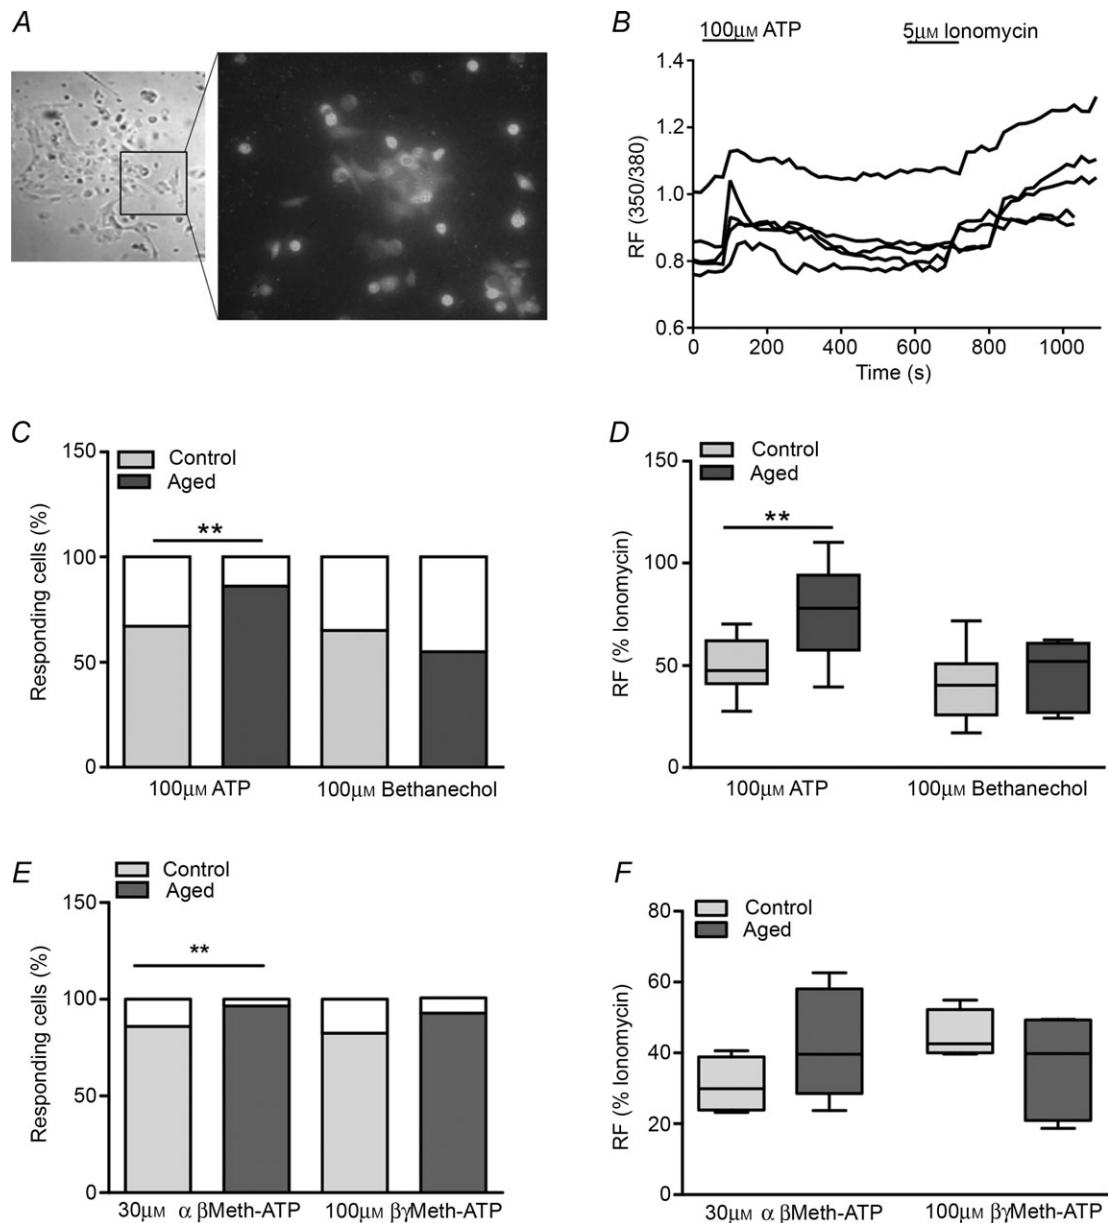 A
B
100μM ATP
5μM Ionomycin
1.4
1.2
1.0
0.8
0.6
RF (350/380)
0
200
400
600
800
1000
Time (s)
C
150
100
50
0
Responding cells (%)
Control
Aged
**
100μM ATP
100μM Bethanechol
D
150
100
50
0
RF (% Ionomycin)
Control
Aged
**
100μM ATP
100μM Bethanechol
E
150
100
50
0
Responding cells (%)
Control
Aged
**
30μM α βMeth-ATP
100μM βγMeth-ATP
F
80
60
40
20
0
RF (% Ionomycin)
Control
Aged
30μM α βMeth-ATP
100μM βγMeth-ATP